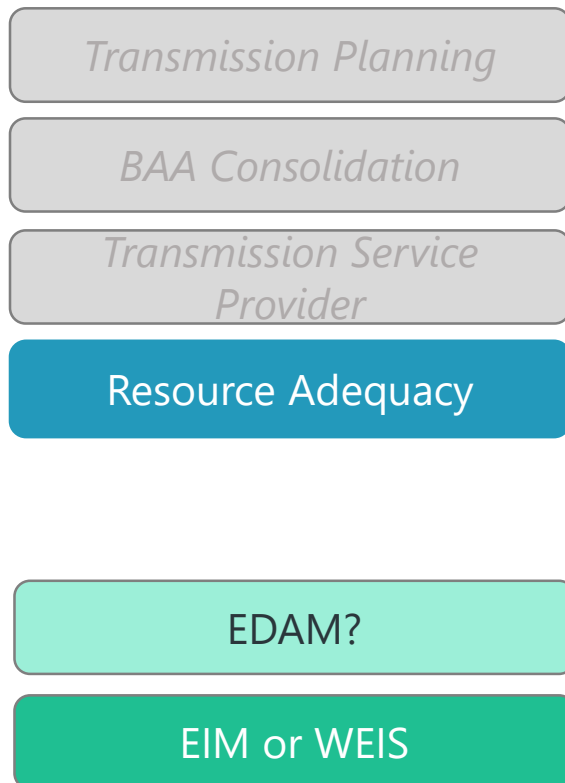 Transmission Planning
BAA Consolidation
Transmission Service
Provider
Resource Adequacy
EDAM?
EIM or WEIS